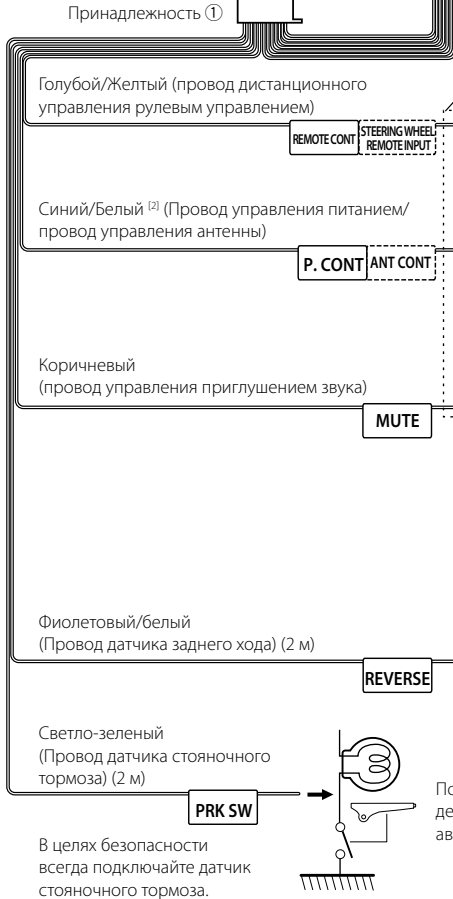 Принадлежность ①
Голубой/Желтый (провод дистанционного
управления рулевым управлением)
REMOTE CONT
STEERING WHEEL
REMOTE INPUT
Синий/Белый [2] (Провод управления питанием/
провод управления антенны)
P. CONT
ANT CONT
Коричневый
(провод управления приглушением звука)
MUTE
Фиолетовый/белый
(Провод датчика заднего хода) (2 м)
REVERSE
Светло-зеленый
(Провод датчика стояночного
тормоза) (2 м)
PRK SW
В целях безопасности
всегда подключайте датчик
стояночного тормоза.